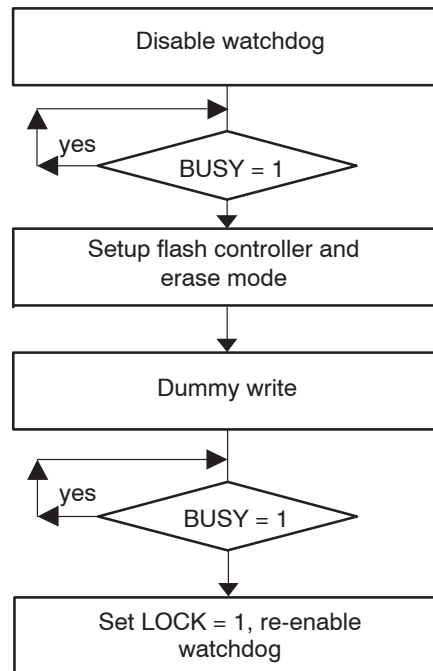 Disable watchdog
yes
BUSY = 1
Setup flash controller and
erase mode
Dummy write
yes
BUSY = 1
Set LOCK = 1, re-enable
watchdog